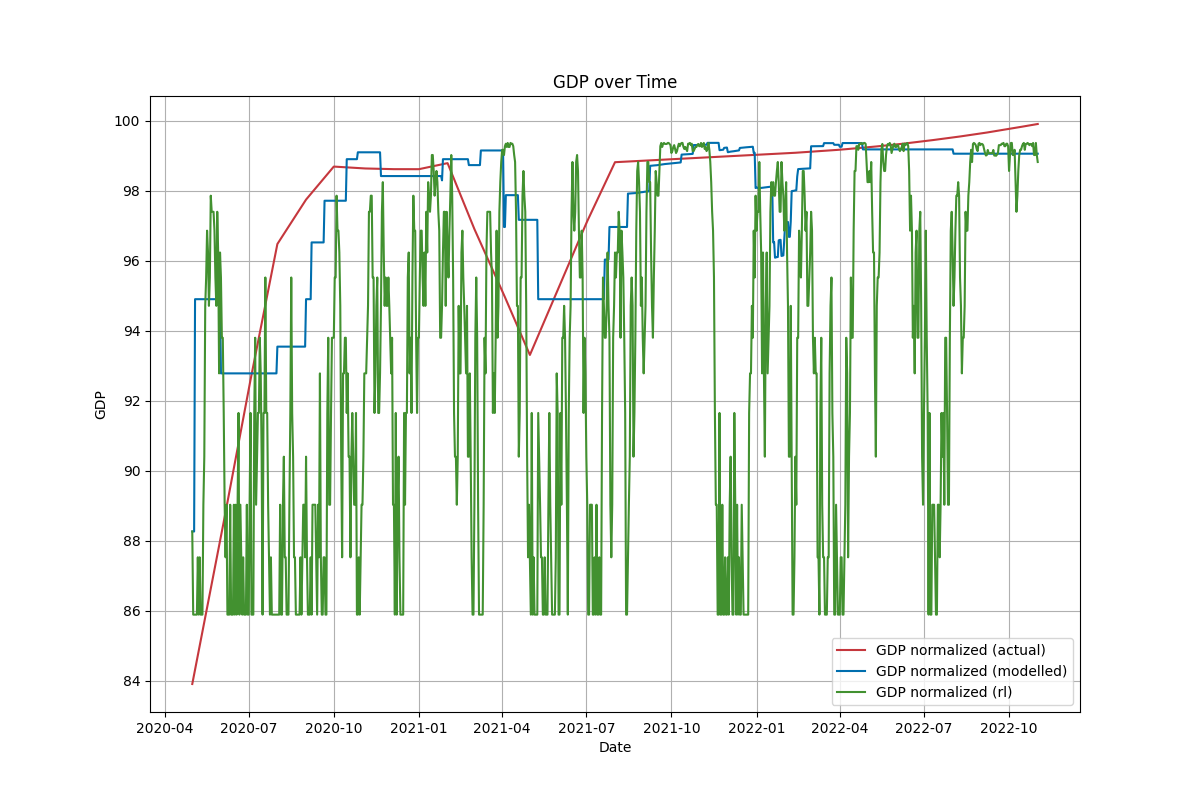 GDP over Time
GDP
100
98
96
94
92
90
88
86
84
2020-04 2020-07 2020-10 2021-01 2021-04 2021-07 2021-10 2022-01 2022-04 2022-07 2022-10
Date
GDP normalized (actual)
GDP normalized (modelled)
GDP normalized (rl)